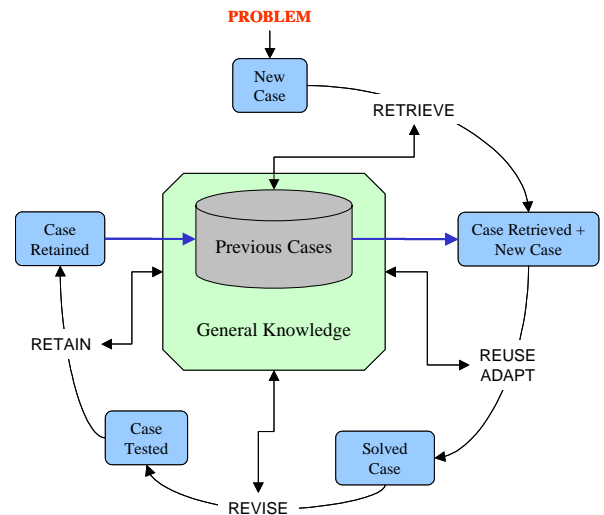 PROBLEM
New
Case
RETRIEVE
Case
Retained
Previous Cases
Case Retrieved +
New Case
General Knowledge
RETAIN
REUSE
ADAPT
Case
Tested
Solved
Case
REVISE